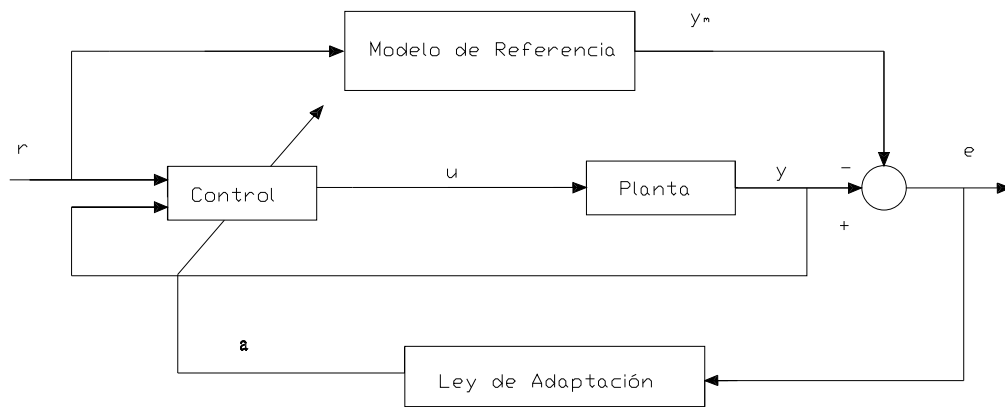 yₘ
Modelo de Referencia
r
e
u
y
-
Control
Planta
+
a
Ley de Adaptación